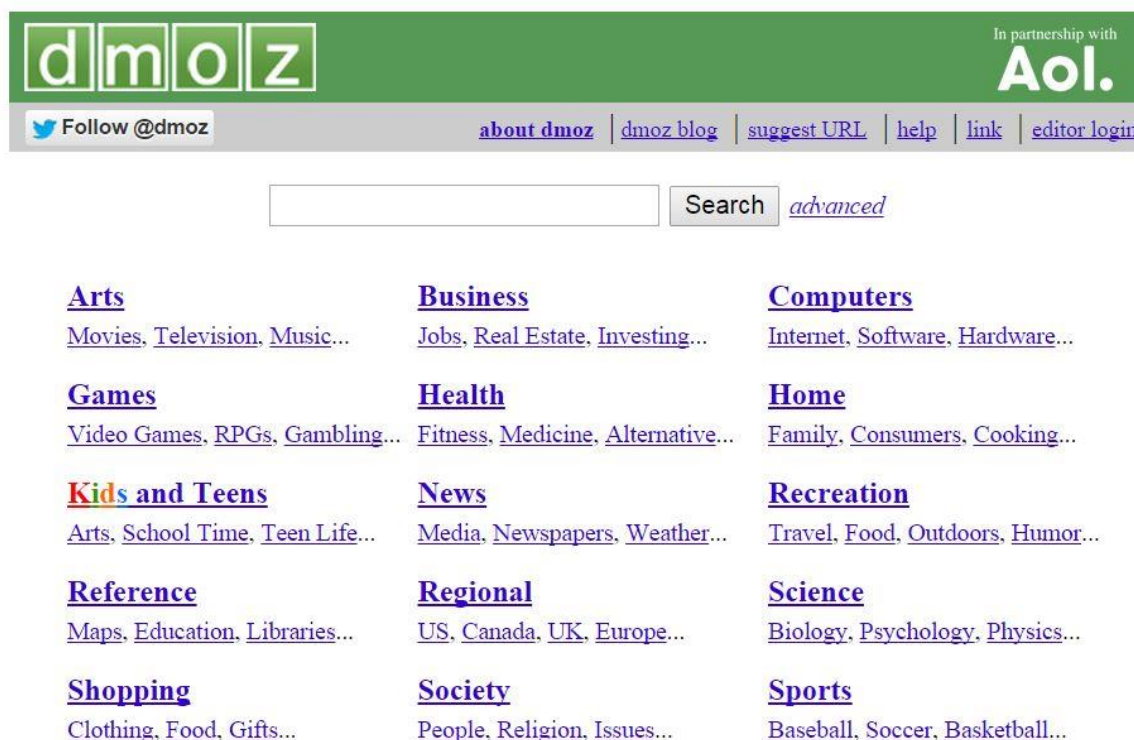 dmoz
In partnership with
Aol.
Follow @dmoz
about dmoz | dmoz blog | suggest URL | help | link | editor login
Search advanced
Arts
Movies, Television, Music...
Business
Jobs, Real Estate, Investing...
Computers
Internet, Software, Hardware...
Games
Video Games, RPGs, Gambling...
Health
Fitness, Medicine, Alternative...
Home
Family, Consumers, Cooking...
Kids and Teens
Arts, School Time, Teen Life...
News
Media, Newspapers, Weather...
Recreation
Travel, Food, Outdoors, Humor...
Reference
Maps, Education, Libraries...
Regional
US, Canada, UK, Europe...
Science
Biology, Psychology, Physics...
Shopping
Clothing, Food, Gifts...
Society
People, Religion, Issues...
Sports
Baseball, Soccer, Basketball...